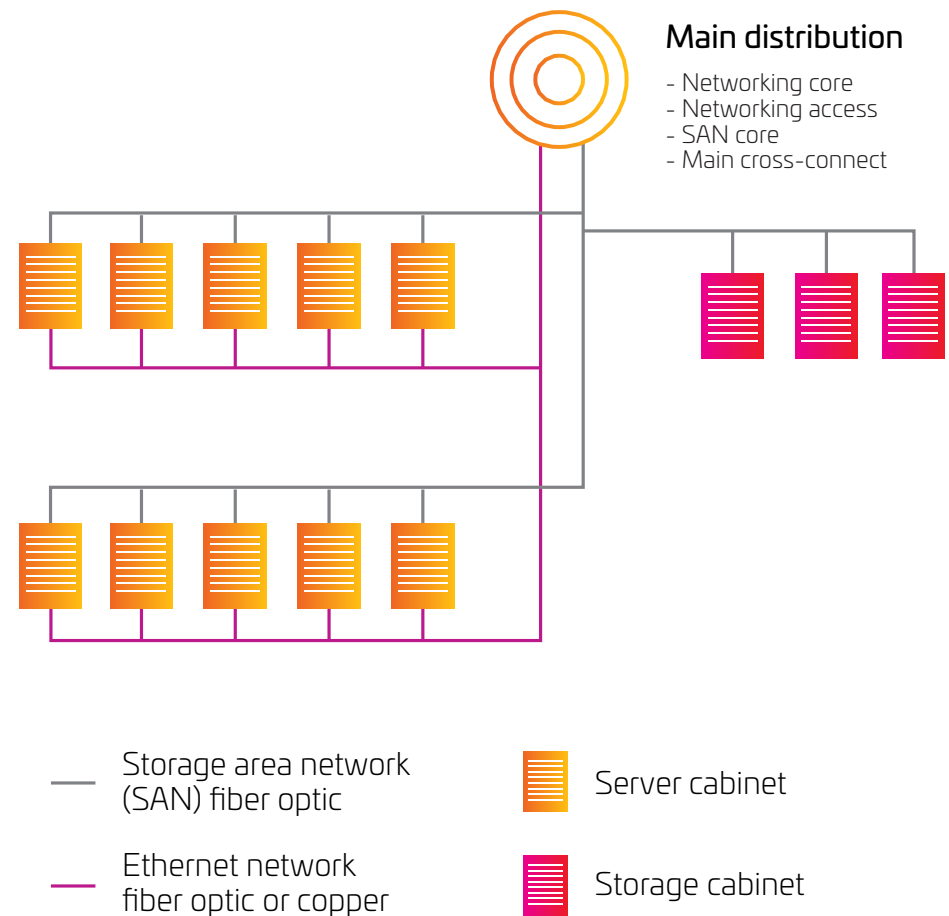 Main distribution
- Networking core
- Networking access
- SAN core
- Main cross-connect
Storage area network
(SAN) fiber optic
Server cabinet
Ethernet network
fiber optic or copper
Storage cabinet